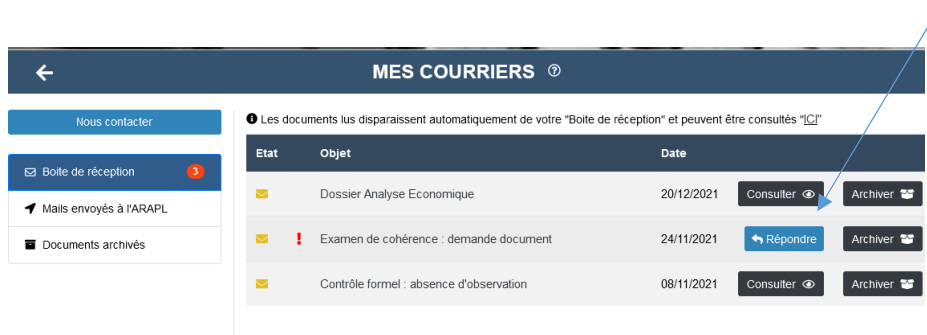 MES COURRIERS ?
Nous contacter
Les documents lus disparaissent automatiquement de votre "Boite de réception" et peuvent être consultés "ICI"
Etat Objet Date
Boite de réception 3
Dossier Analyse Economique 20/12/2021 Consulter Archiver
Mails envoyés à l'ARAPL
! Examen de cohérence : demande document 24/11/2021 Répondre Archiver
Documents archivés
Contrôle formel : absence d'observation 08/11/2021 Consulter Archiver